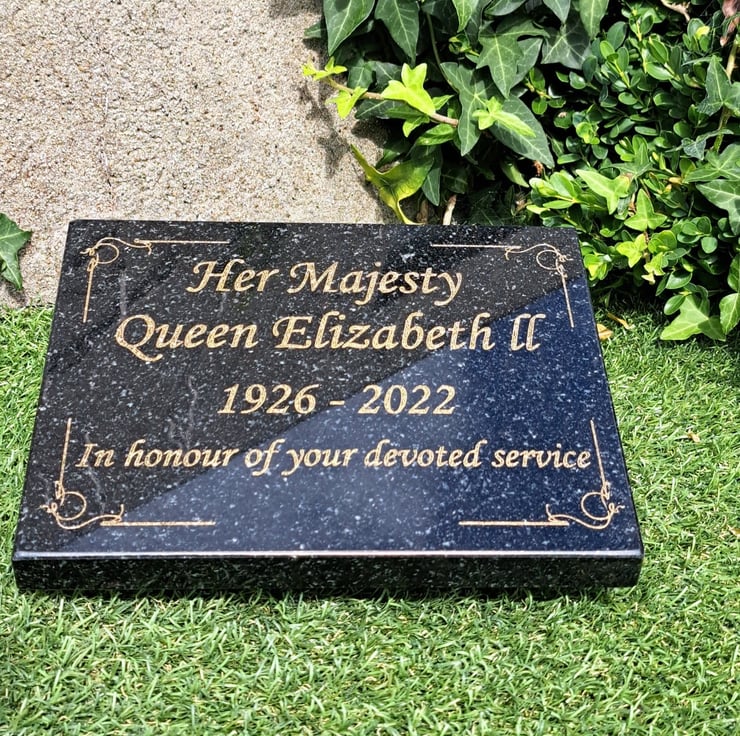 Her Majesty
Queen Elizabeth ll
1926 - 2022
In honour of your devoted service